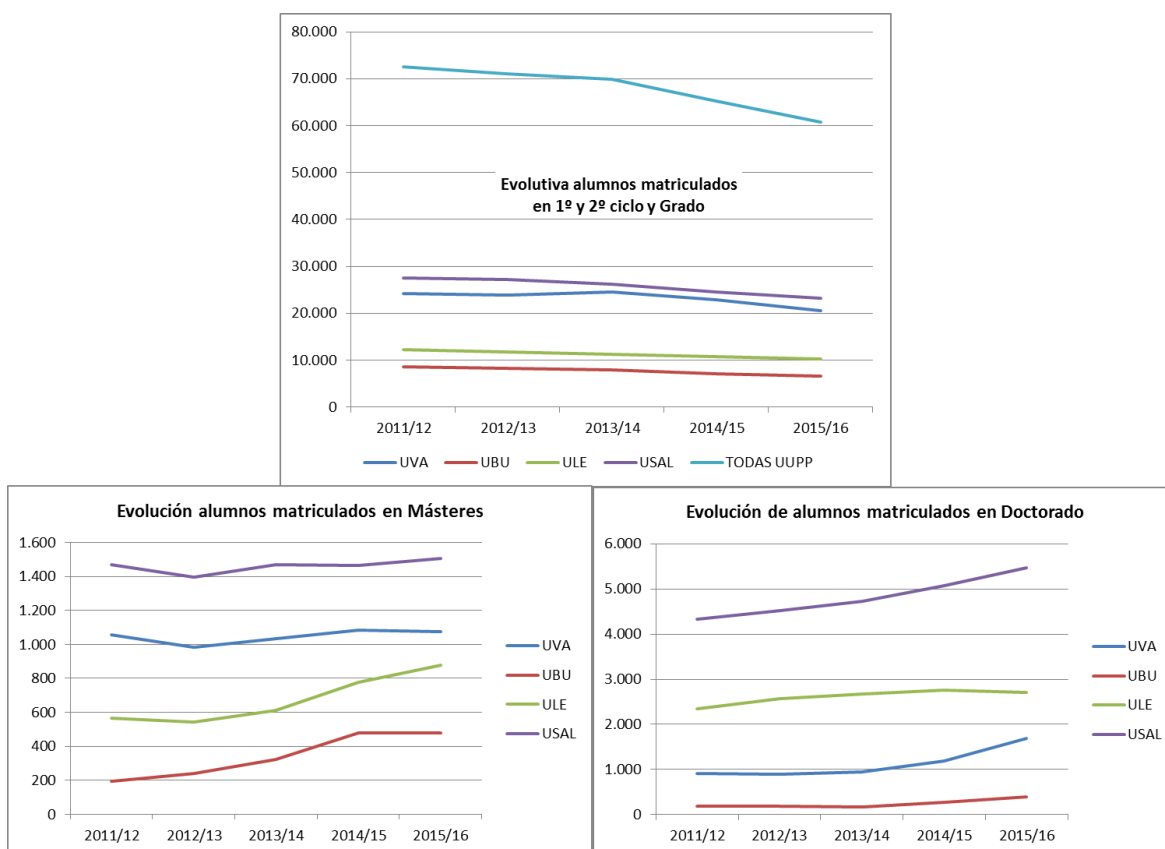 80.000
70.000
60.000
50.000
40.000
30.000
20.000
10.000
0
Evolutiva alumnos matriculados
en 1º y 2º ciclo y Grado
2011/12 2012/13 2013/14 2014/15 2015/16
UVA UBU ULE USAL TODAS UUPP
Evolución alumnos matriculados en Másteres
1.600
1.400
1.200
1.000
800
600
400
200
0
2011/12 2012/13 2013/14 2014/15 2015/16
UVA
UBU
ULE
USAL
Evolución de alumnos matriculados en Doctorado
6.000
5.000
4.000
3.000
2.000
1.000
0
2011/12 2012/13 2013/14 2014/15 2015/16
UVA
UBU
ULE
USAL